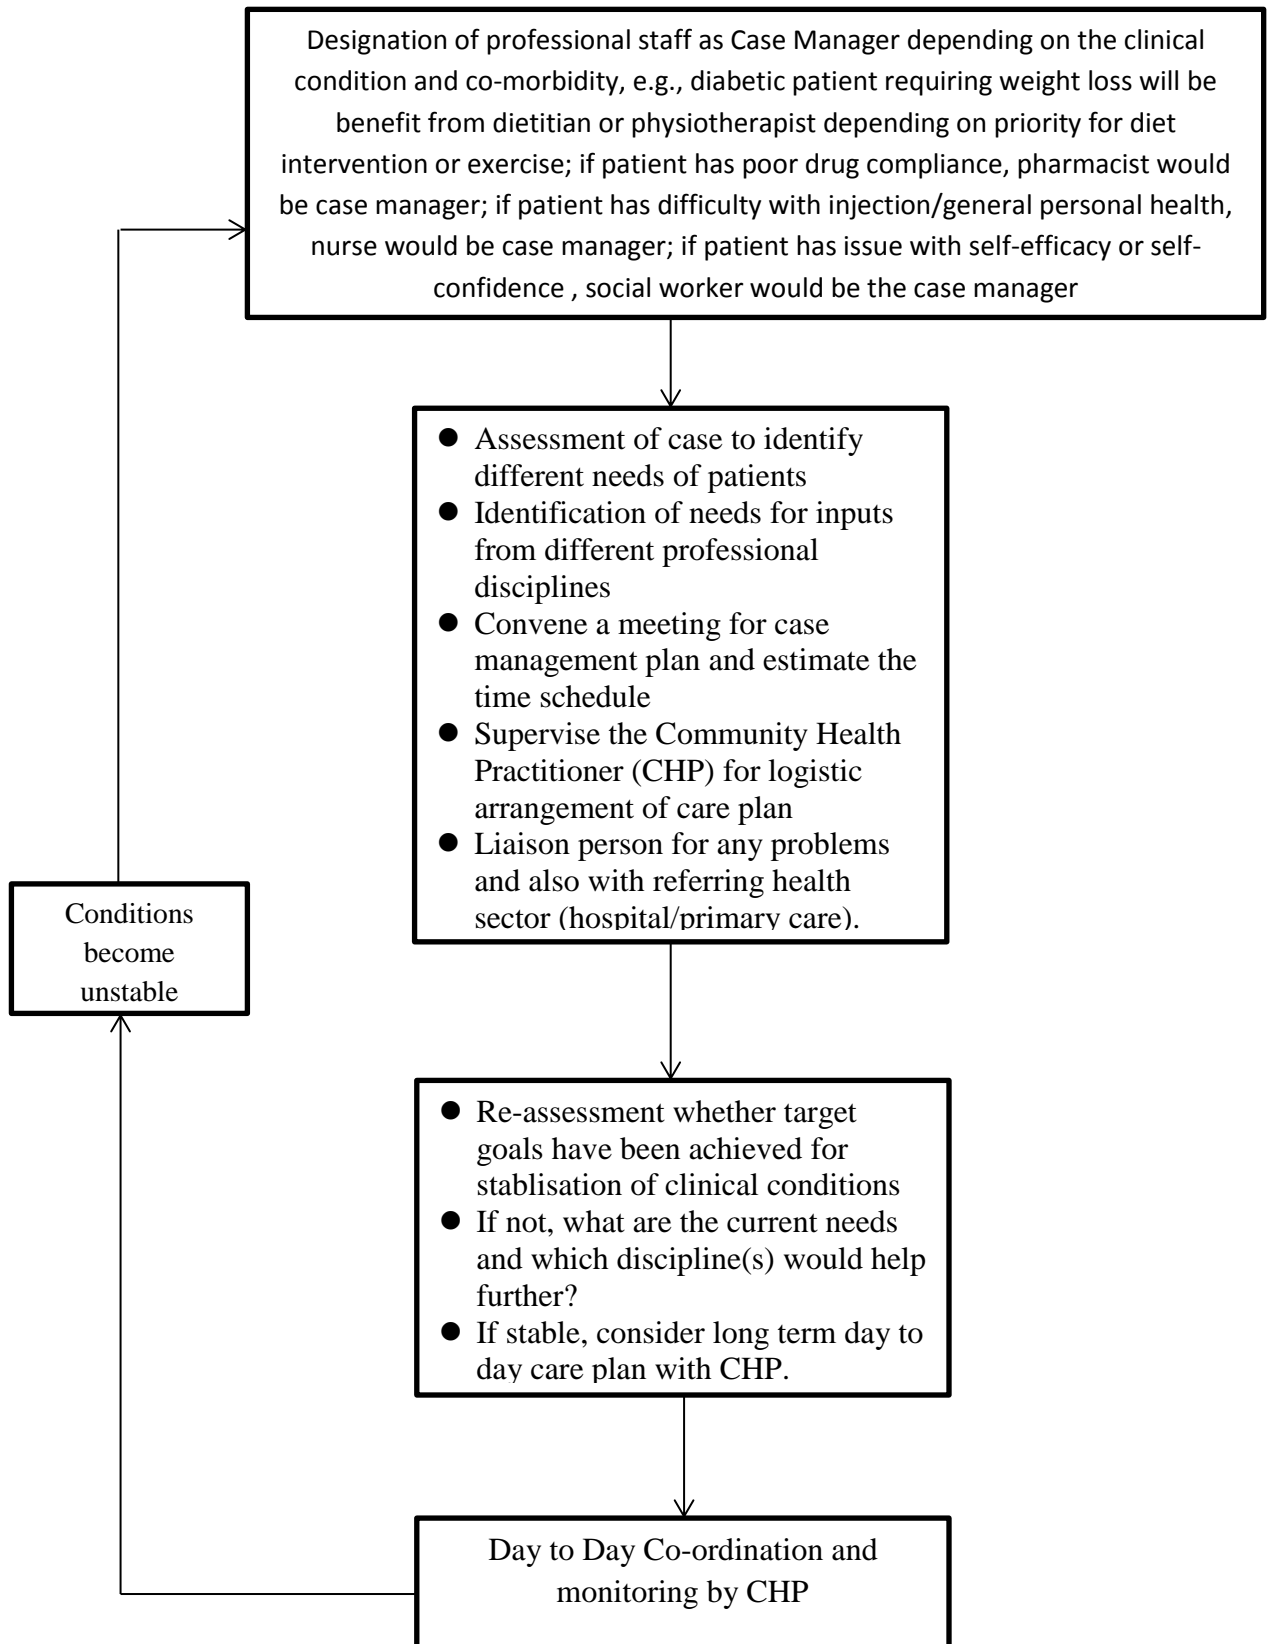 Designation of professional staff as Case Manager depending on the clinical
condition and co-morbidity, e.g., diabetic patient requiring weight loss will be
benefit from dietitian or physiotherapist depending on priority for diet
intervention or exercise; if patient has poor drug compliance, pharmacist would
be case manager; if patient has difficulty with injection/general personal health,
nurse would be case manager; if patient has issue with self-efficacy or self-
confidence , social worker would be the case manager
● Assessment of case to identify
different needs of patients
● Identification of needs for inputs
from different professional
disciplines
● Convene a meeting for case
management plan and estimate the
time schedule
● Supervise the Community Health
Practitioner (CHP) for logistic
arrangement of care plan
● Liaison person for any problems
and also with referring health
sector (hospital/primary care).
Conditions
become
unstable
● Re-assessment whether target
goals have been achieved for
stablisation of clinical conditions
● If not, what are the current needs
and which discipline(s) would help
further?
● If stable, consider long term day to
day care plan with CHP.
Day to Day Co-ordination and
monitoring by CHP